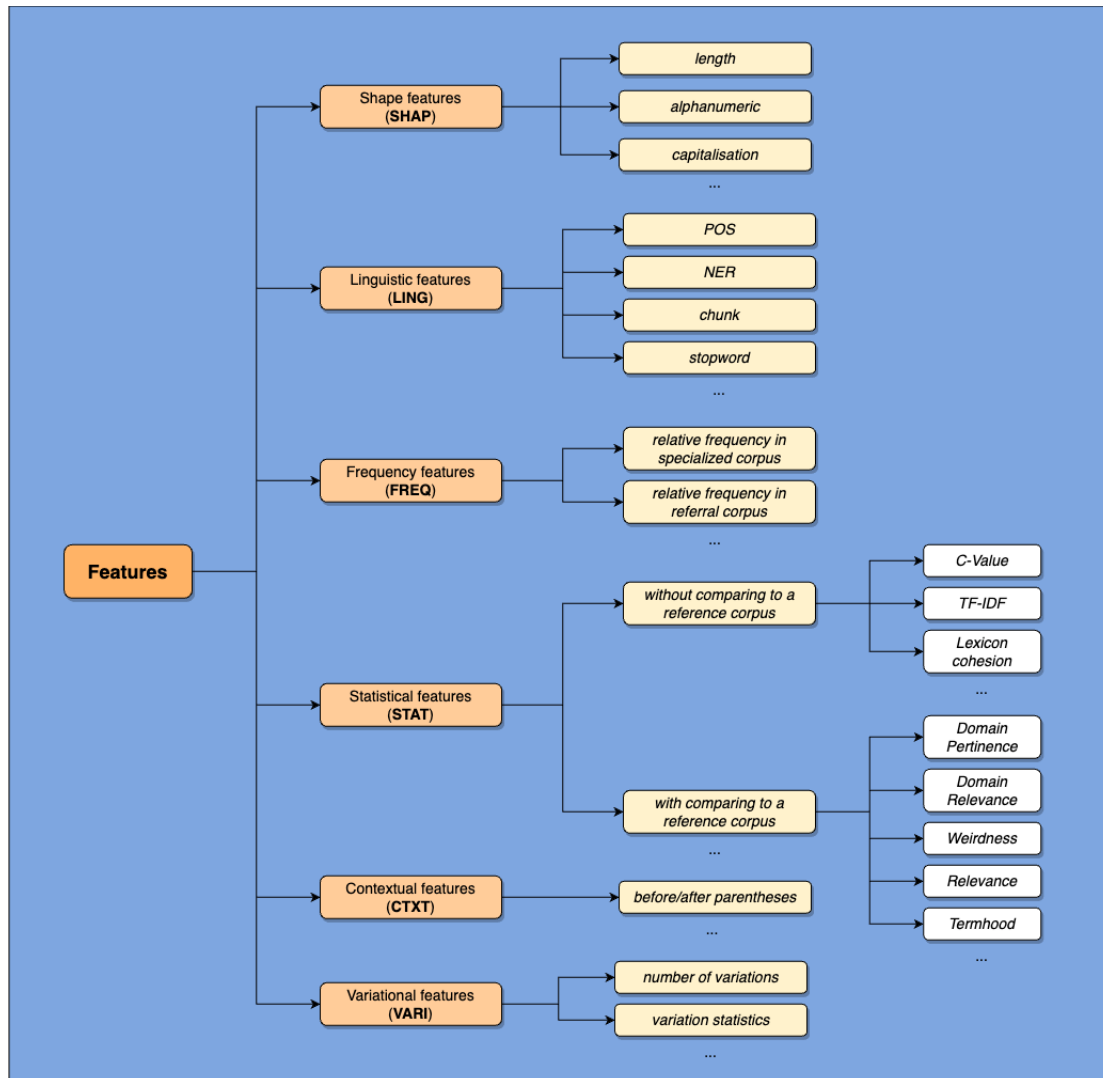 length
Shape features
(SHAP)
alphanumeric
capitalisation
...
POS
NER
Linguistic features
(LING)
chunk
stopword
...
relative frequency in
specialized corpus
Frequency features
(FREQ)
relative frequency in
referral corpus
...
Features
C-Value
without comparing to a
reference corpus
TF-IDF
Lexicon
cohesion
...
Statistical features
(STAT)
Domain
Pertinence
Domain
Relevance
with comparing to a
reference corpus
...
Weirdness
Relevance
Termhood
...
Contextual features
(CTXT)
before/after parentheses
...
number of variations
Variational features
(VARI)
variation statistics
...